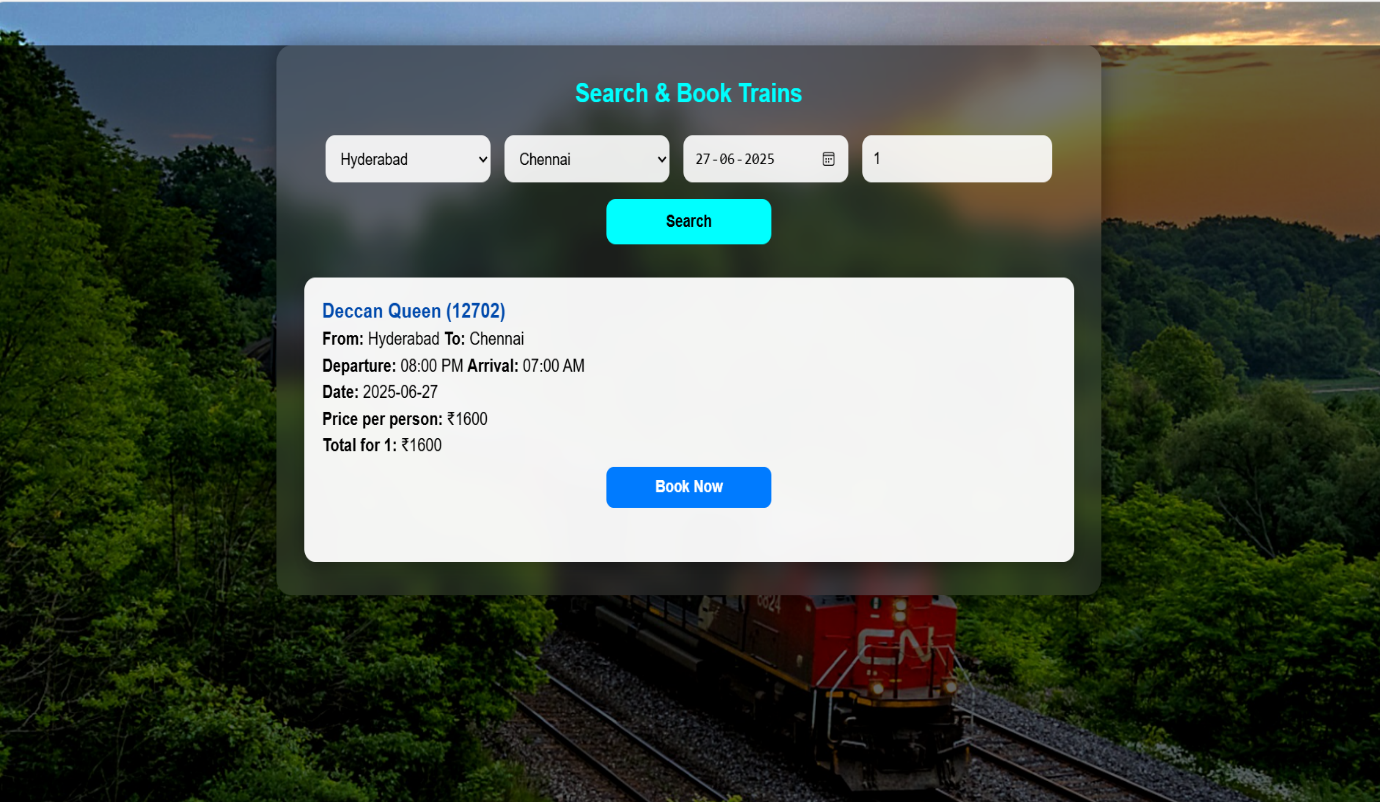 Search & Book Trains
Hyderabad Chennai 27-06-2025 1
Search
Deccan Queen (12702)
From: Hyderabad To: Chennai
Departure: 08:00 PM Arrival: 07:00 AM
Date: 2025-06-27
Price per person: ₹1600
Total for 1: ₹1600
Book Now
CN